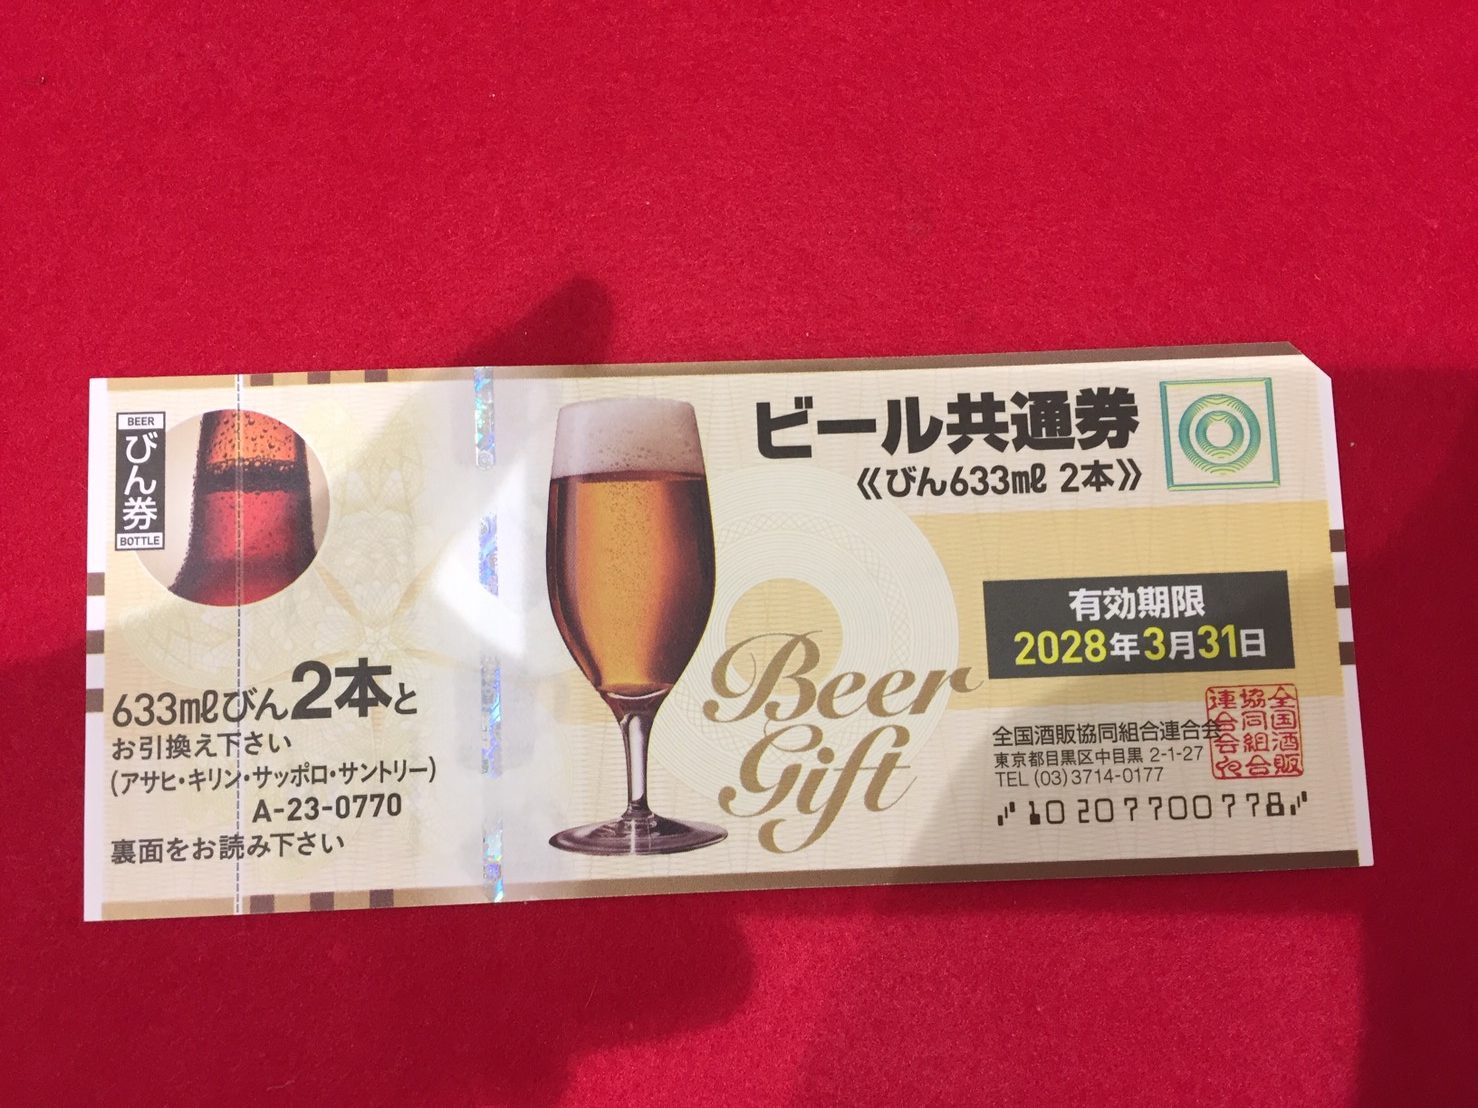 BEER
びん券
BOTTLE
633mlびん2本と
お引換え下さい
(アサヒ・キリン・サッポロ・サントリー)
A-23-0770
裏面をお読み下さい
ビール共通券
《びん633ml 2本》
有効期限
2028年3月31日
Beer
Gift
全国酒販協同組合連合会
東京都目黒区中目黒 2-1-27
TEL (03) 3714-0177
10 207700778
全国酒販
協同組合
連合会之印